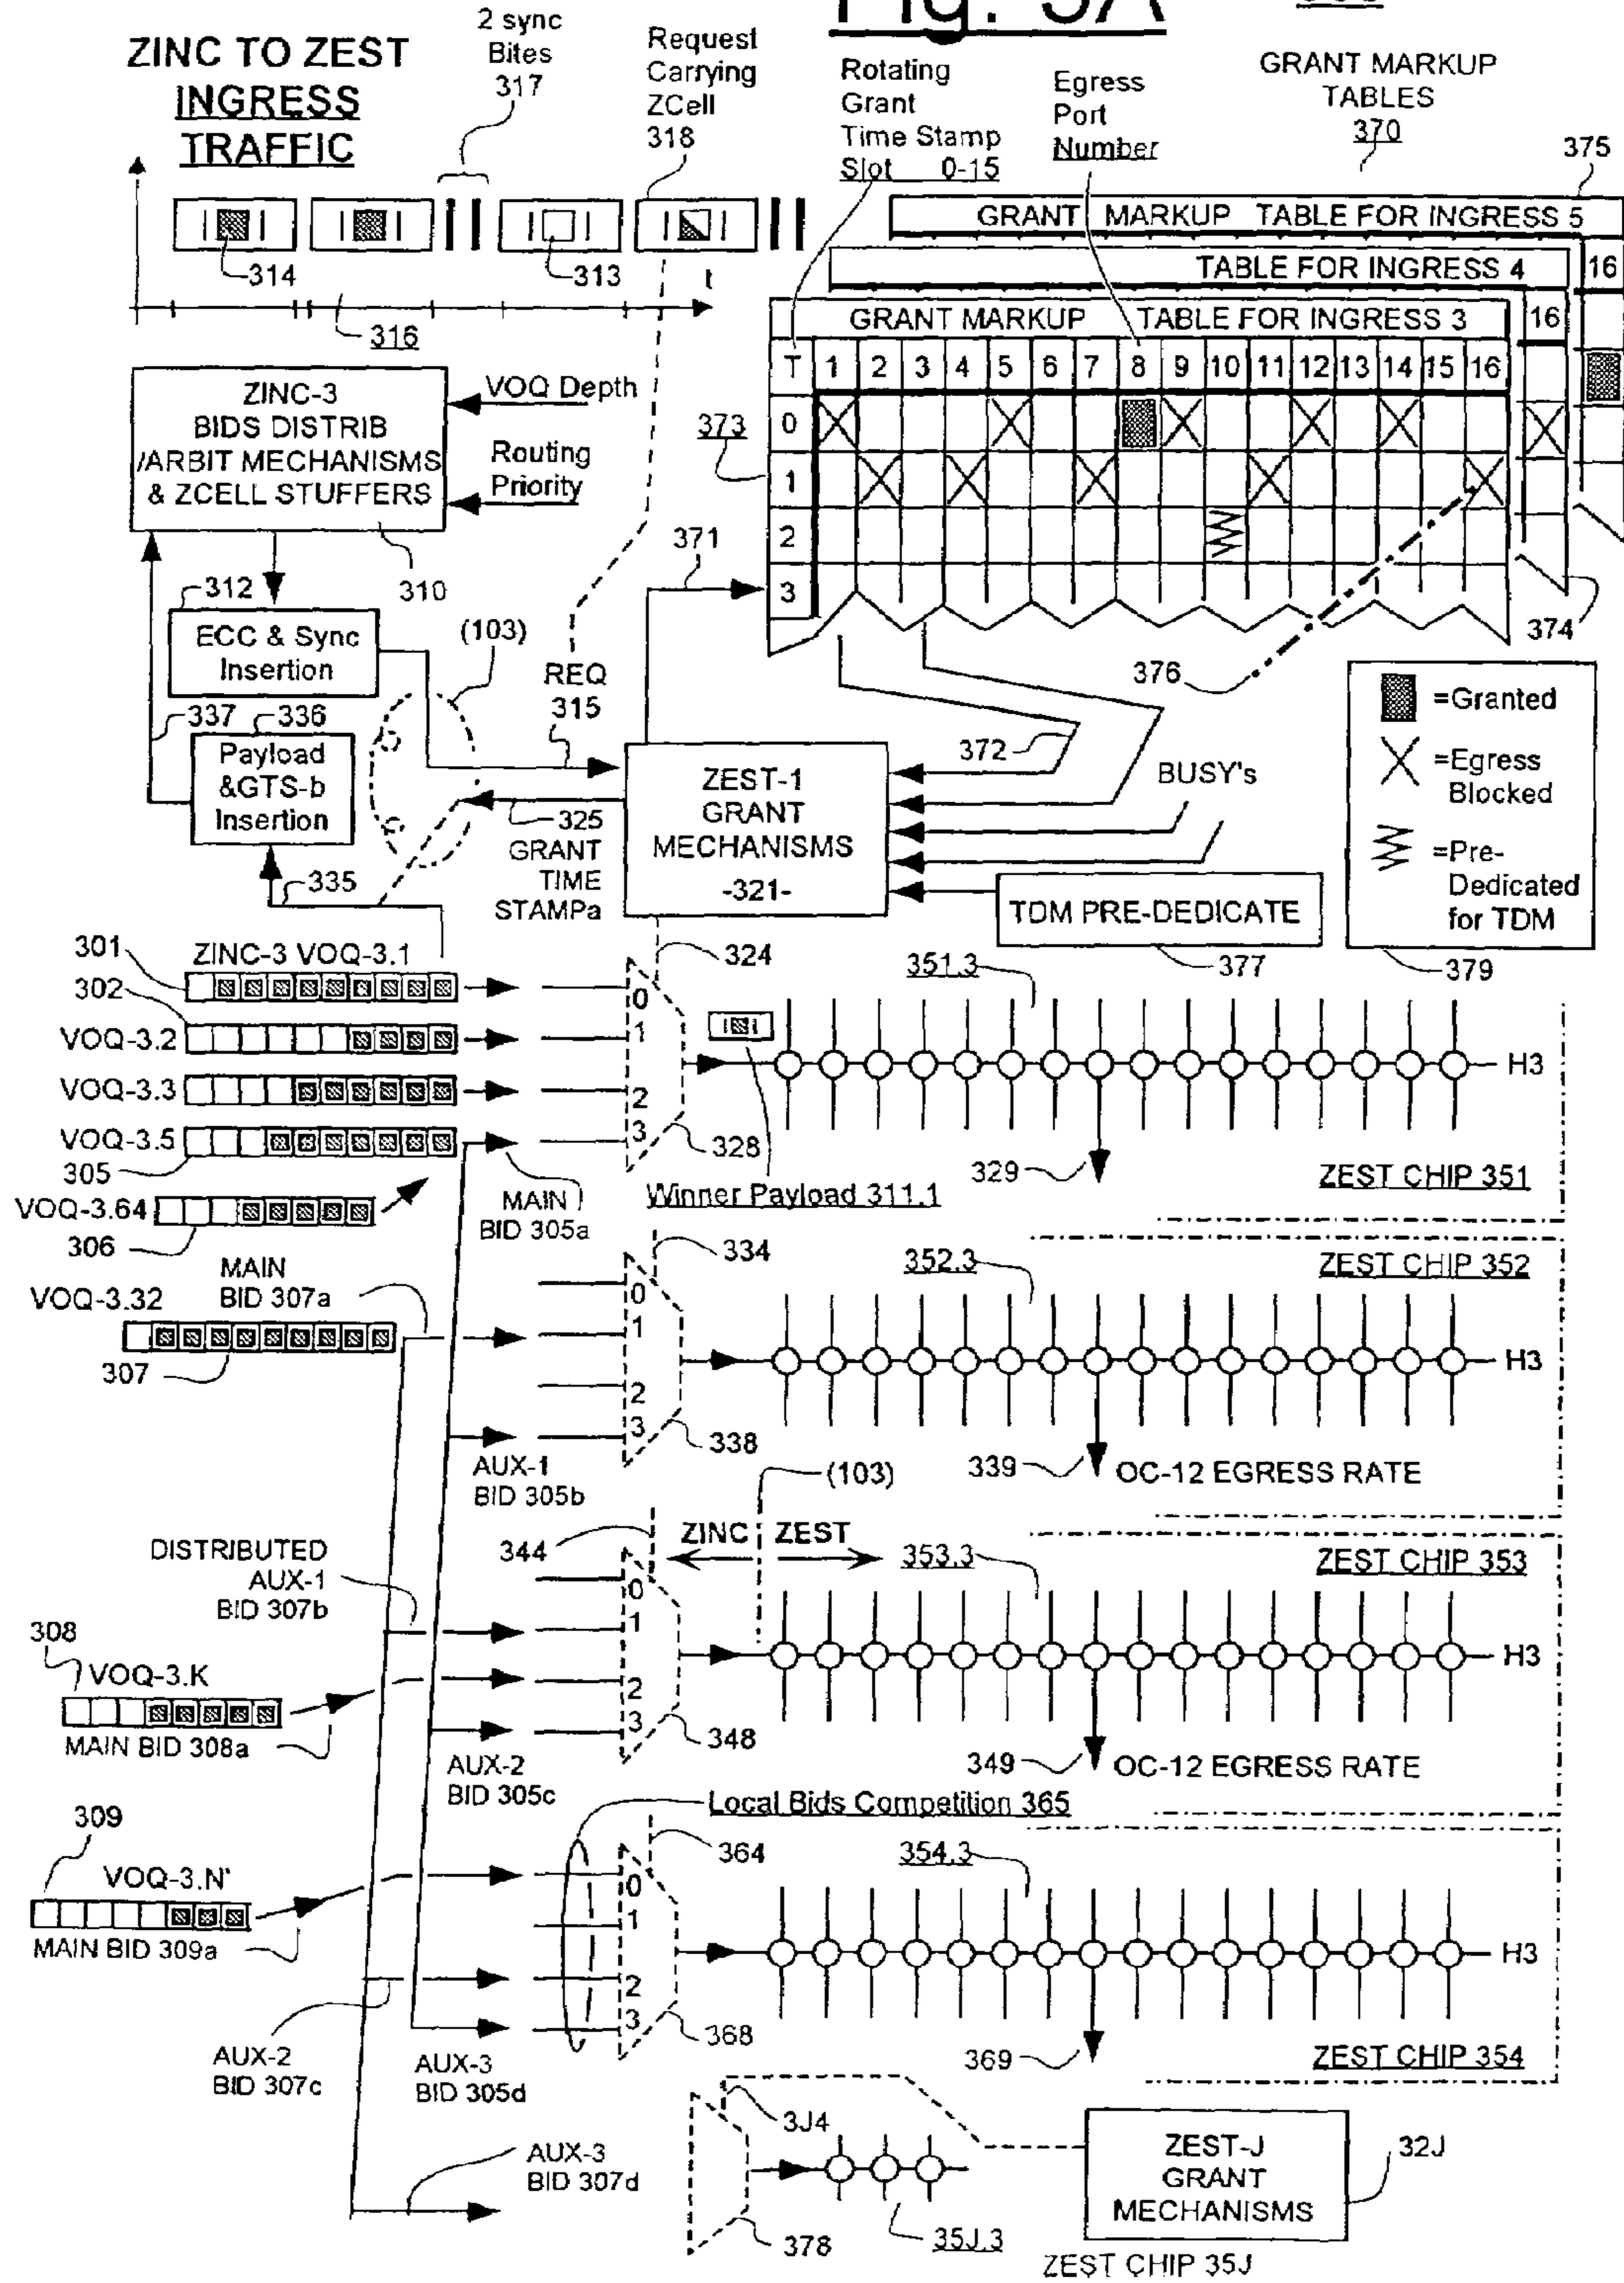 Fig. 3A
ZINC TO ZEST
INGRESS
TRAFFIC
2 sync
Bites
317
Request
Carrying
ZCell
318
Rotating
Grant
Time Stamp
Slot 0-15
Egress
Port
Number
GRANT MARKUP
TABLES
370
375
GRANT MARKUP TABLE FOR INGRESS 5
TABLE FOR INGRESS 4
16
GRANT MARKUP TABLE FOR INGRESS 3
16
T 1 2 3 4 5 6 7 8 9 10 11 12 13 14 15 16
0
1
2
3
373
374
376
314
313
t
316
ZINC-3
BIDS DISTRIB
/ARBIT MECHANISMS
& ZCELL STUFFERS
VOQ Depth
Routing
Priority
310
312
ECC & Sync
Insertion
(103)
REQ
315
371
337
336
Payload
&GTS-b
Insertion
335
325
GRANT
TIME
STAMPa
ZEST-1
GRANT
MECHANISMS
-321-
372
BUSY's
TDM PRE-DEDICATE
377
=Granted
=Egress
Blocked
=Pre-
Dedicated
for TDM
379
301
ZINC-3 VOQ-3.1
302
VOQ-3.2
VOQ-3.3
VOQ-3.5
305
VOQ-3.64
306
324
0
1
2
3
328
351.3
H3
329
ZEST CHIP 351
MAIN
BID 305a
Winner Payload 311.1
MAIN
BID 307a
VOQ-3.32
307
334
0
1
2
3
338
352.3
ZEST CHIP 352
H3
339
OC-12 EGRESS RATE
AUX-1
BID 305b
(103)
344
ZINC
ZEST
353.3
ZEST CHIP 353
DISTRIBUTED
AUX-1
BID 307b
0
1
2
3
348
H3
349
OC-12 EGRESS RATE
308
VOQ-3.K
MAIN BID 308a
AUX-2
BID 305c
Local Bids Competition 365
309
VOQ-3.N'
MAIN BID 309a
364
0
1
2
3
368
354.3
H3
369
ZEST CHIP 354
AUX-2
BID 307c
AUX-3
BID 305d
AUX-3
BID 307d
3J4
378
35J.3
ZEST-J
GRANT
MECHANISMS
32J
ZEST CHIP 35J